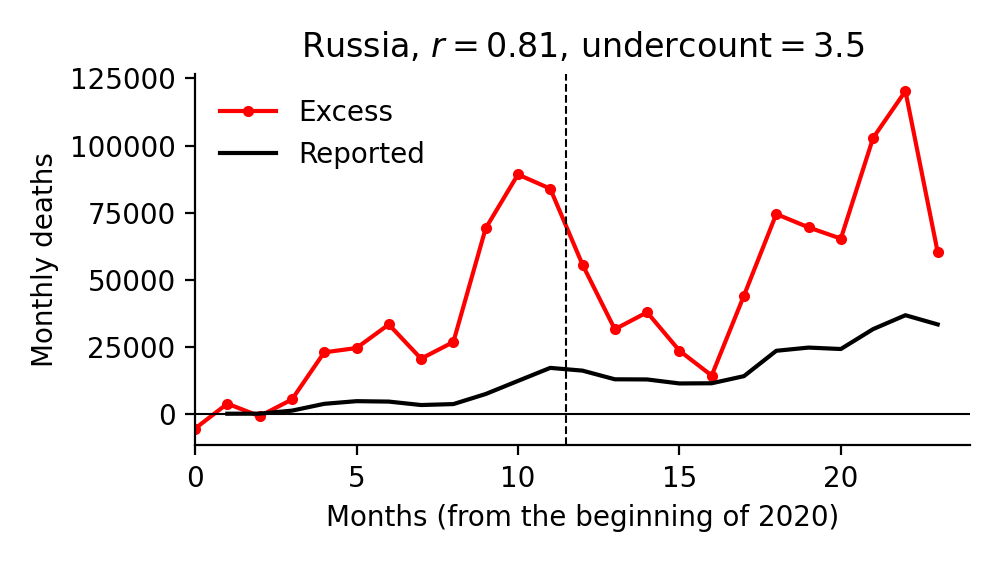 Russia, r = 0.81, undercount = 3.5
125000
100000
75000
50000
25000
0
Monthly deaths
Excess
Reported
0 5 10 15 20
Months (from the beginning of 2020)